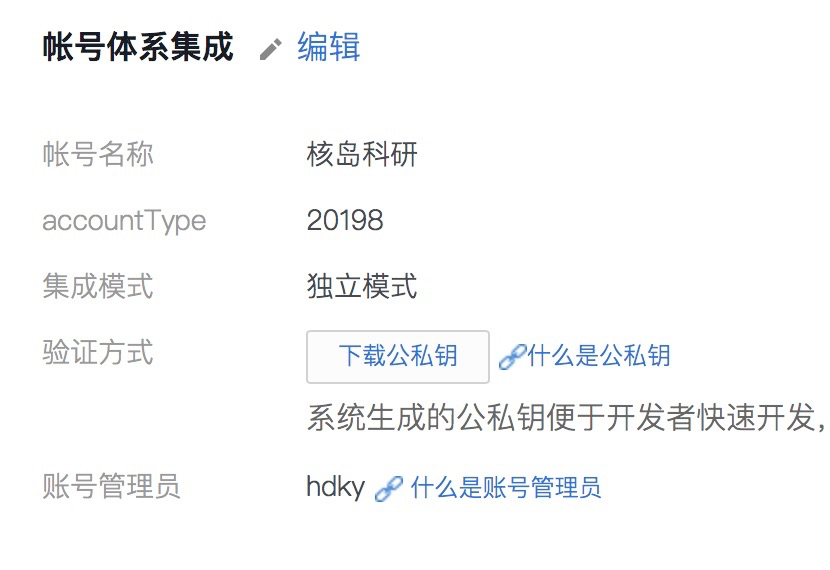 帐号体系集成 编辑
帐号名称 核岛科研
accountType 20198
集成模式 独立模式
验证方式 下载公私钥 什么是公私钥
系统生成的公私钥便于开发者快速开发,
账号管理员 hdky 什么是账号管理员